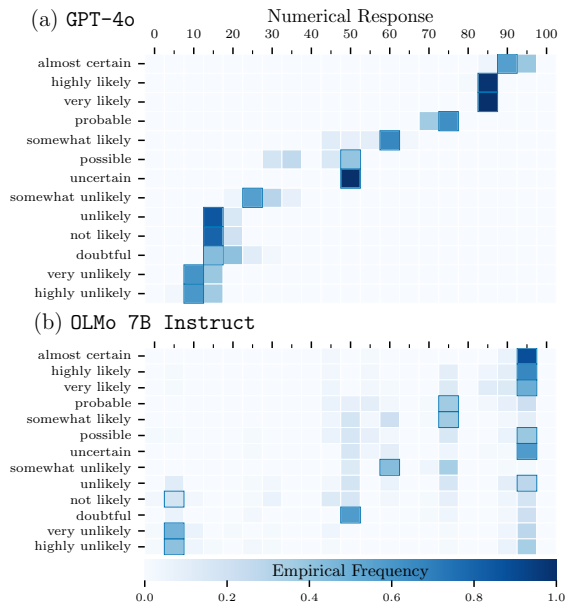 (a) GPT-4o
Numerical Response
0 10 20 30 40 50 60 70 80 90 100
almost certain
highly likely
very likely
probable
somewhat likely
possible
uncertain
somewhat unlikely
unlikely
not likely
doubtful
very unlikely
highly unlikely
(b) OLMo 7B Instruct
almost certain
highly likely
very likely
probable
somewhat likely
possible
uncertain
somewhat unlikely
unlikely
not likely
doubtful
very unlikely
highly unlikely
Empirical Frequency
0.0 0.2 0.4 0.6 0.8 1.0